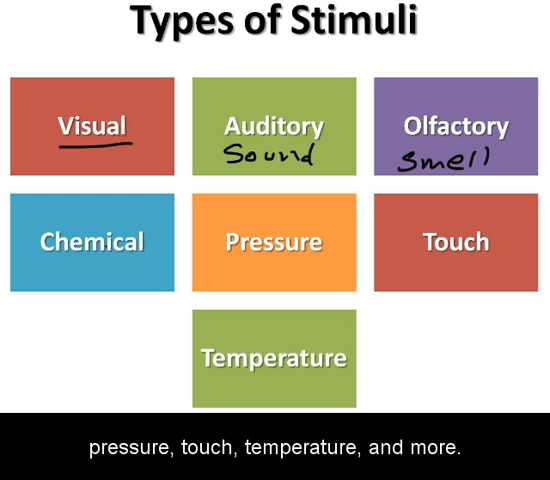 Types of Stimuli
Visual
Auditory
Sound
Olfactory
Smell
Chemical
Pressure
Touch
Temperature
pressure, touch, temperature, and more.